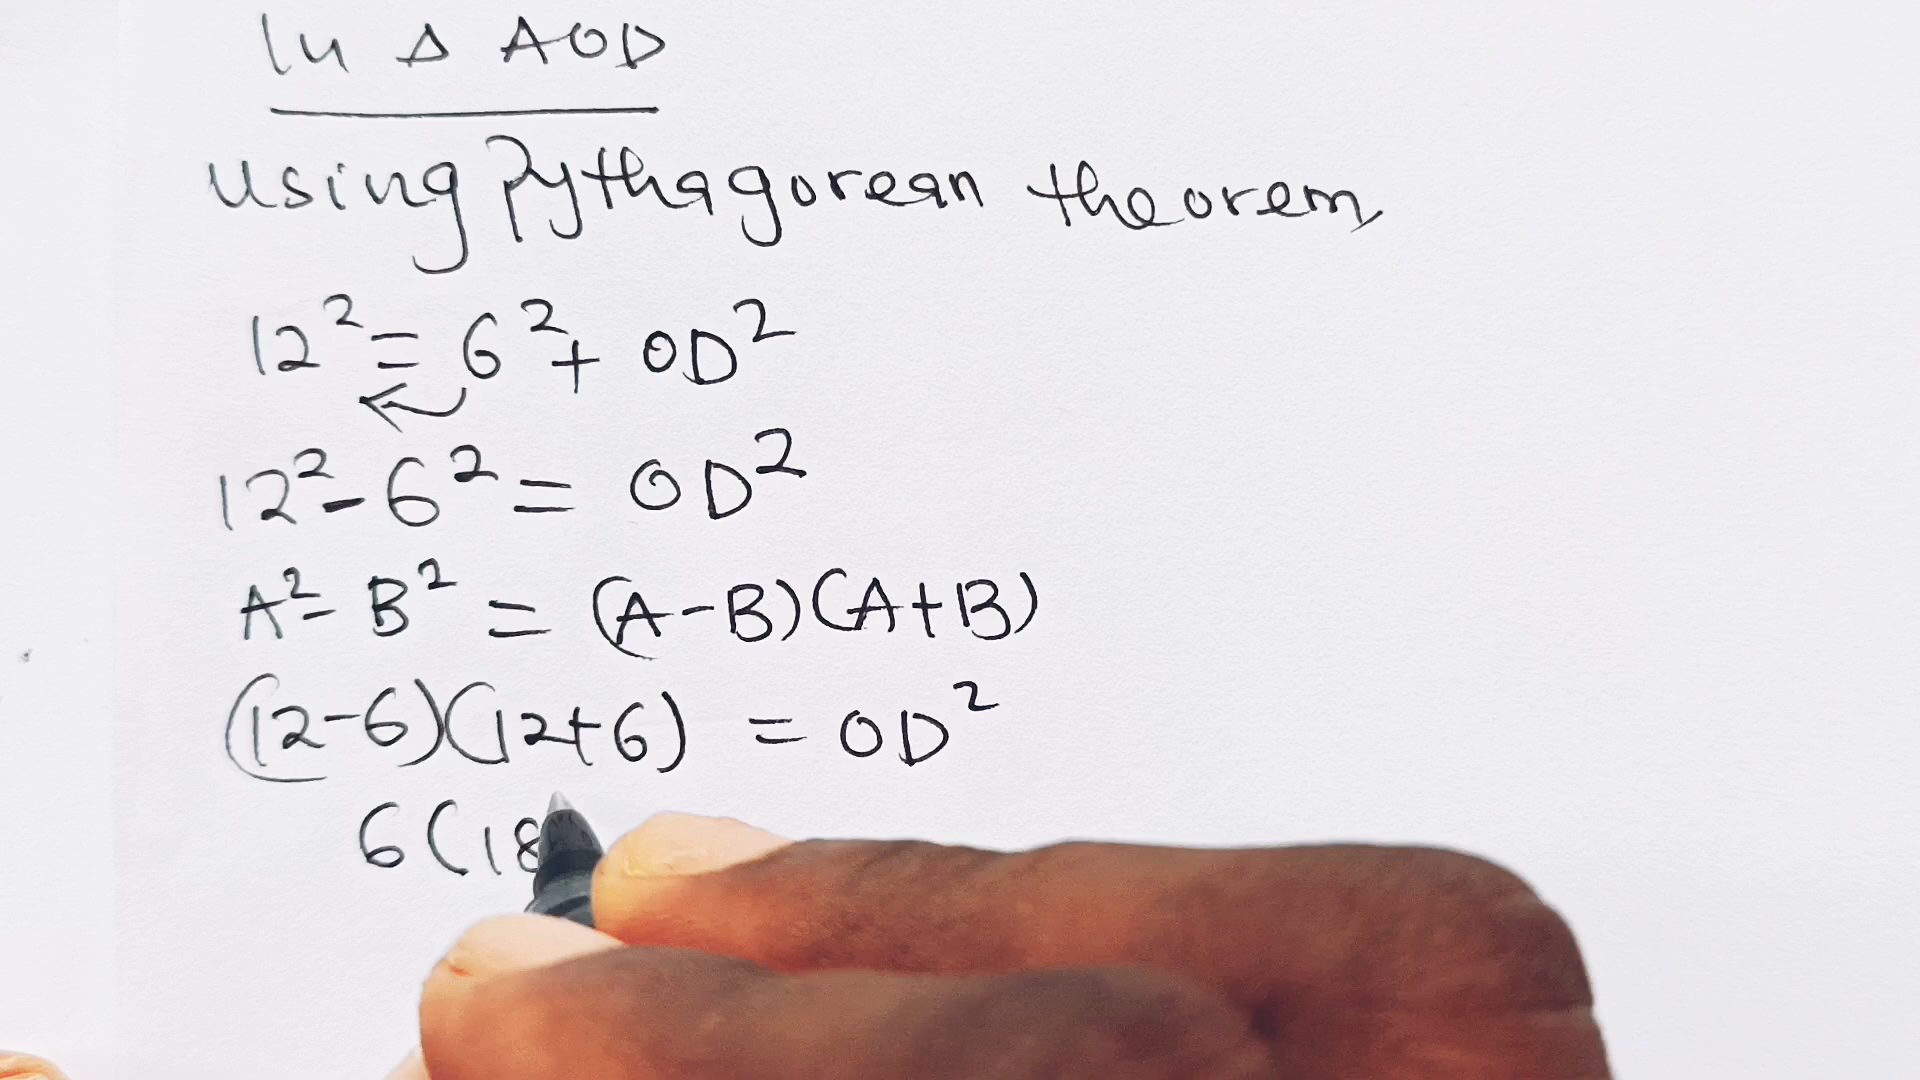 In Δ AOD
Using Pythagorean theorem,
12² = 6² + OD²
12² - 6² = OD²
A² - B² = (A-B)(A+B)
(12-6)(12+6) = OD²
6(18